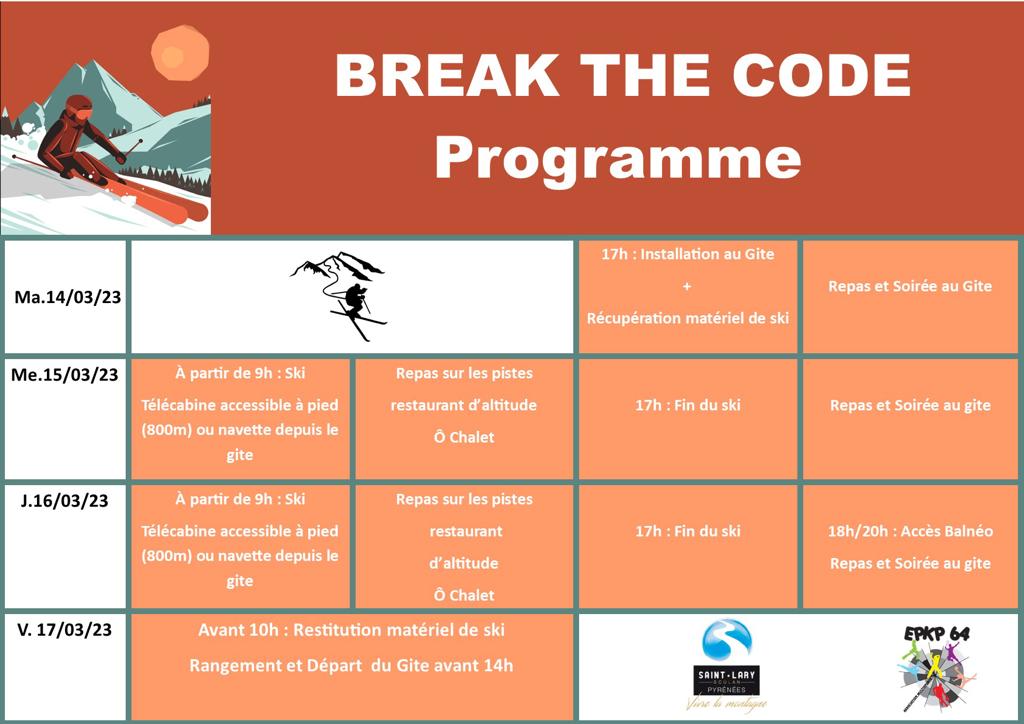 BREAK THE CODE
Programme
Ma.14/03/23
17h : Installation au Gite
+
Récupération matériel de ski
Repas et Soirée au Gite
Me.15/03/23
À partir de 9h : Ski
Télécabine accessible à pied
(800m) ou navette depuis le
gite
Repas sur les pistes
restaurant d’altitude
Ô Chalet
17h : Fin du ski
Repas et Soirée au gite
J.16/03/23
À partir de 9h : Ski
Télécabine accessible à pied
(800m) ou navette depuis le
gite
Repas sur les pistes
restaurant
d’altitude
Ô Chalet
17h : Fin du ski
18h/20h : Accès Balnéo
Repas et Soirée au gite
V. 17/03/23
Avant 10h : Restitution matériel de ski
Rangement et Départ du Gite avant 14h
SAINT•LARY
SOULAN
PYRÉNÉES
Vivre la montagne
EPKP 64